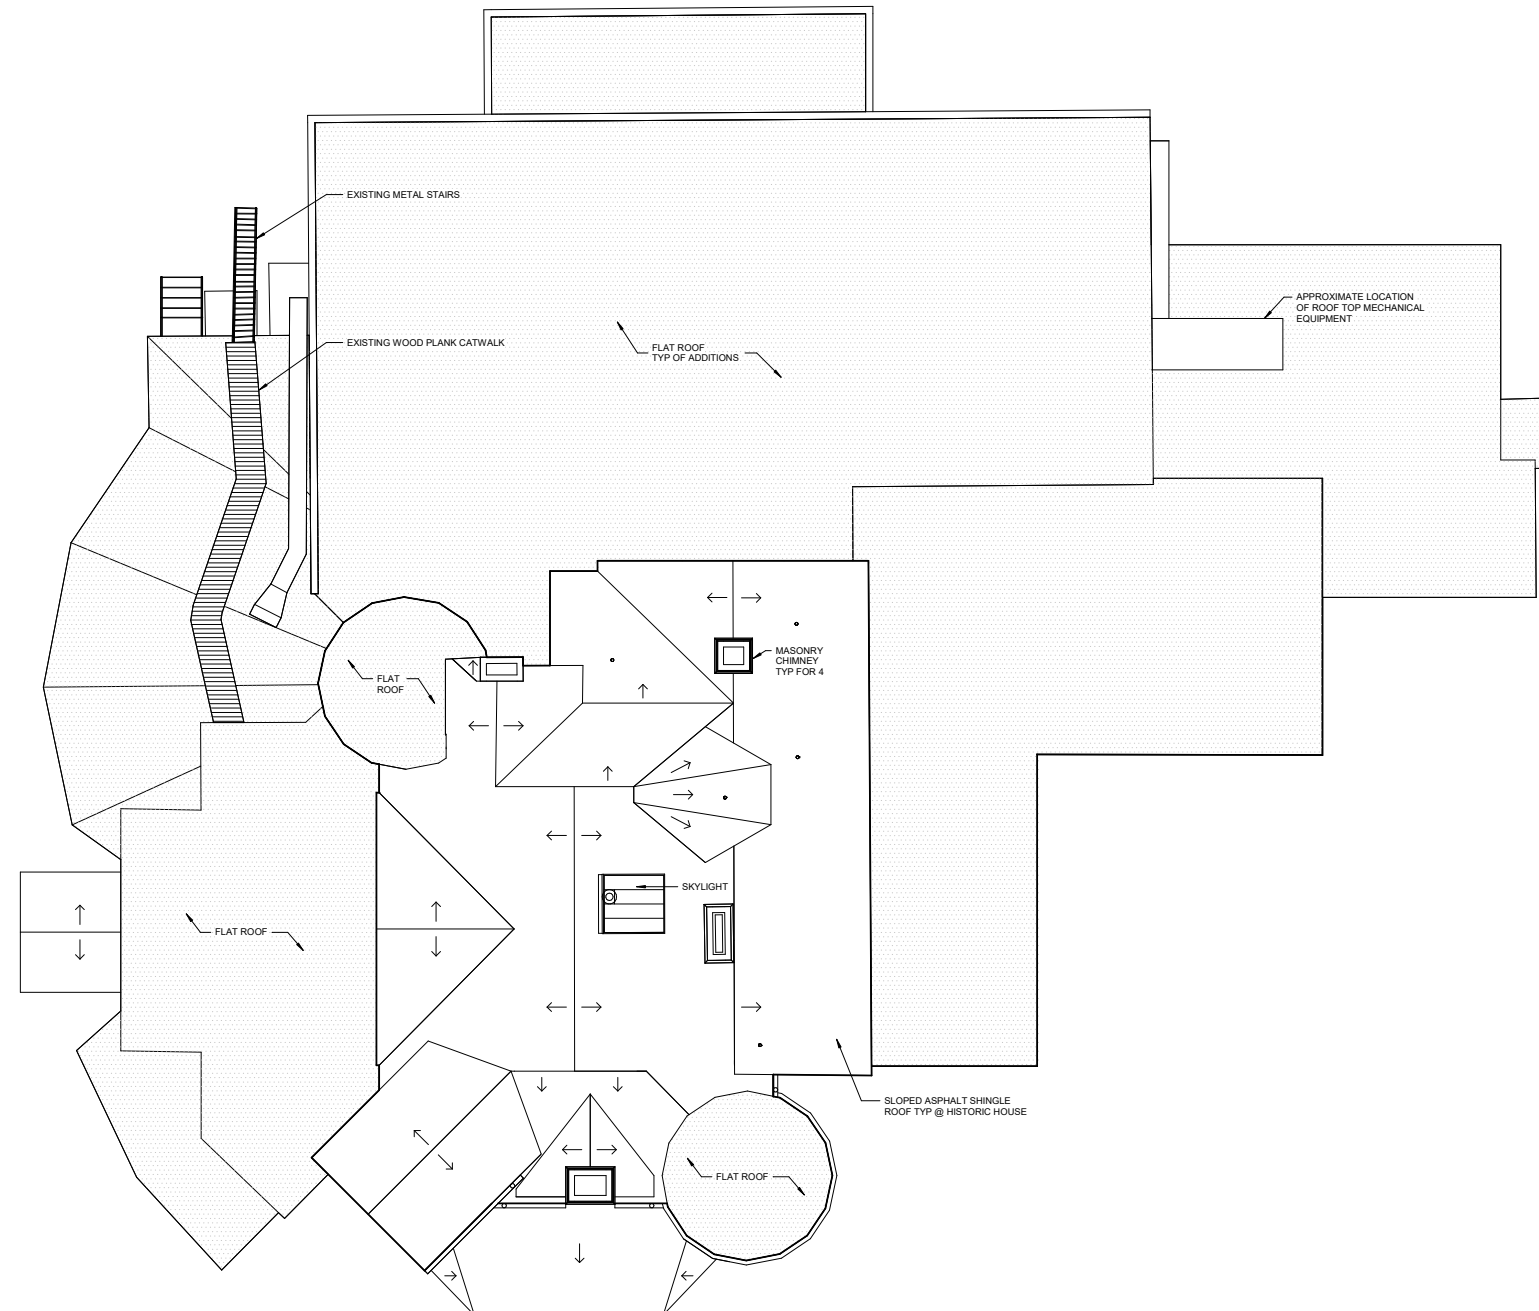 EXISTING METAL STAIRS
APPROXIMATE LOCATION
OF ROOF TOP MECHANICAL
EQUIPMENT
EXISTING WOOD PLANK CATWALK
FLAT ROOF
TYP OF ADDITIONS
MASONRY
CHIMNEY
TYP FOR 4
FLAT
ROOF
SKYLIGHT
FLAT ROOF
SLOPED ASPHALT SHINGLE
ROOF TYP @ HISTORIC HOUSE
FLAT ROOF